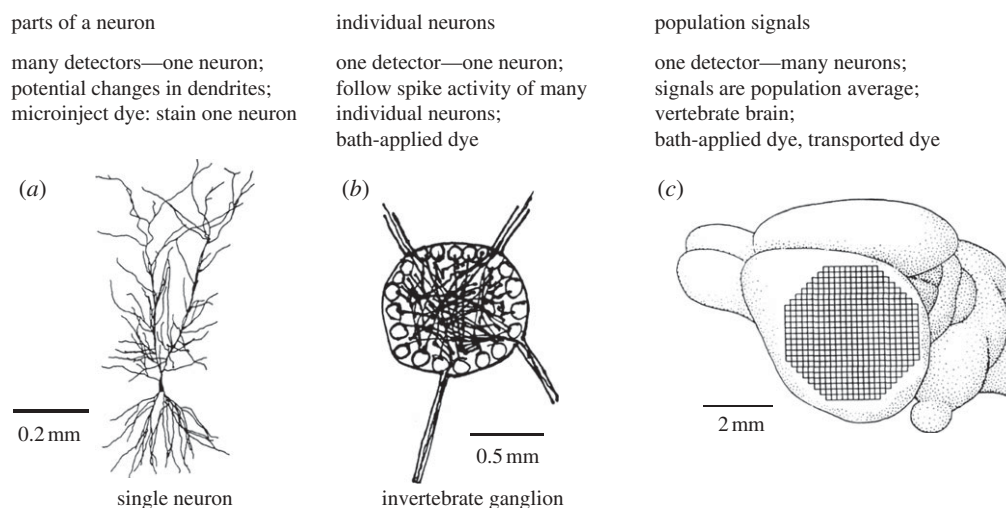 parts of a neuron
many detectors—one neuron;
potential changes in dendrites;
microinject dye: stain one neuron
(a)
0.2 mm
single neuron
individual neurons
one detector—one neuron;
follow spike activity of many
individual neurons;
bath-applied dye
(b)
0.5 mm
invertebrate ganglion
population signals
one detector—many neurons;
signals are population average;
vertebrate brain;
bath-applied dye, transported dye
(c)
2 mm